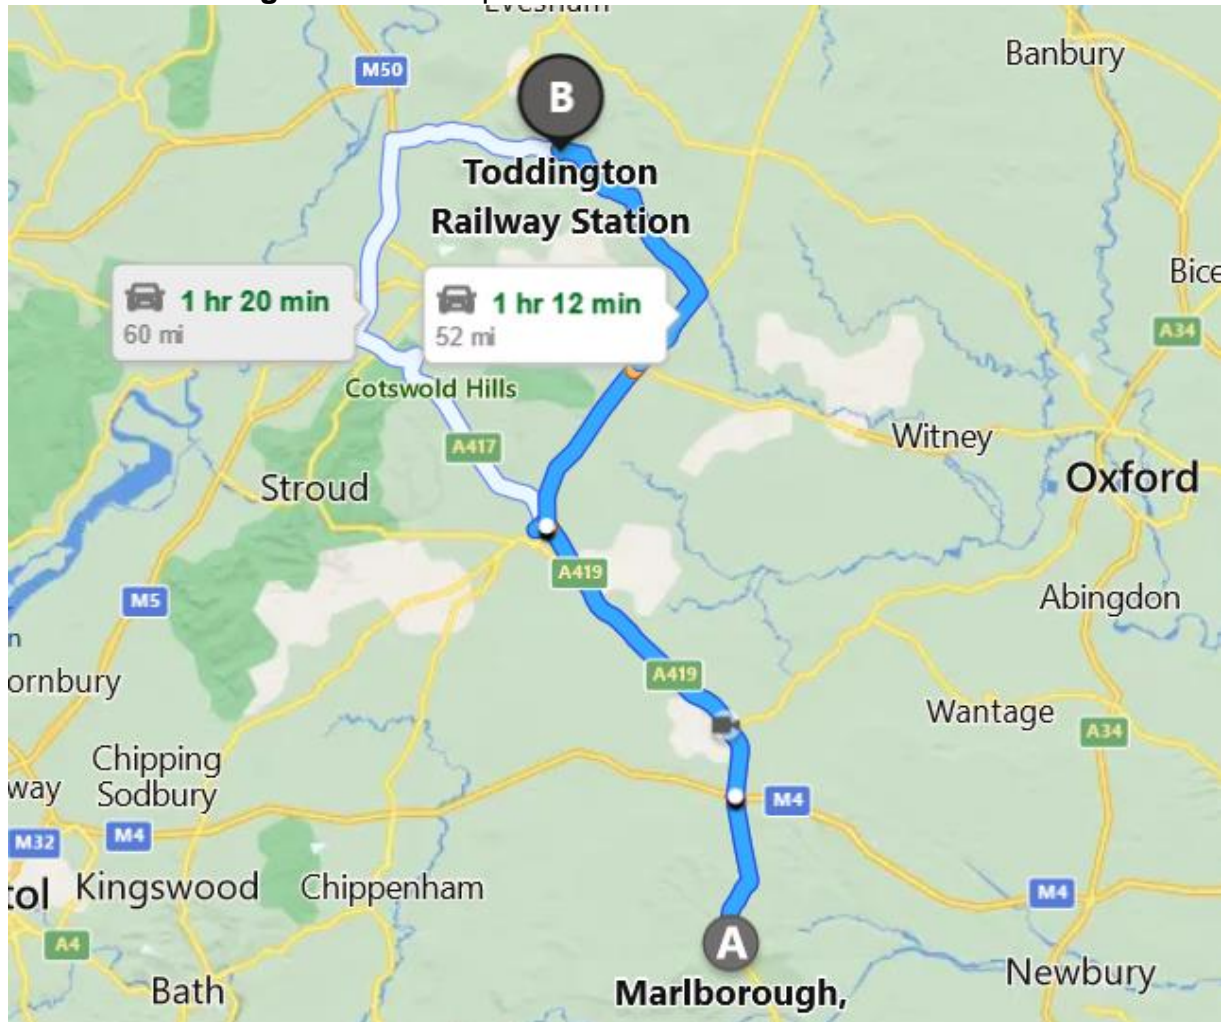 Evesham
Banbury
M50
B
Toddington
Railway Station
Bice
1 hr 20 min
60 mi
1 hr 12 min
52 mi
A34
Cotswold Hills
A417
Witney
Stroud
Oxford
A419
M5
Abingdon
n
ornbury
A419
Wantage
A34
Chipping
Sodbury
way
M4
M32
M4
M4
tol
Kingswood
Chippenham
A4
A
Newbury
Bath
Marlborough,